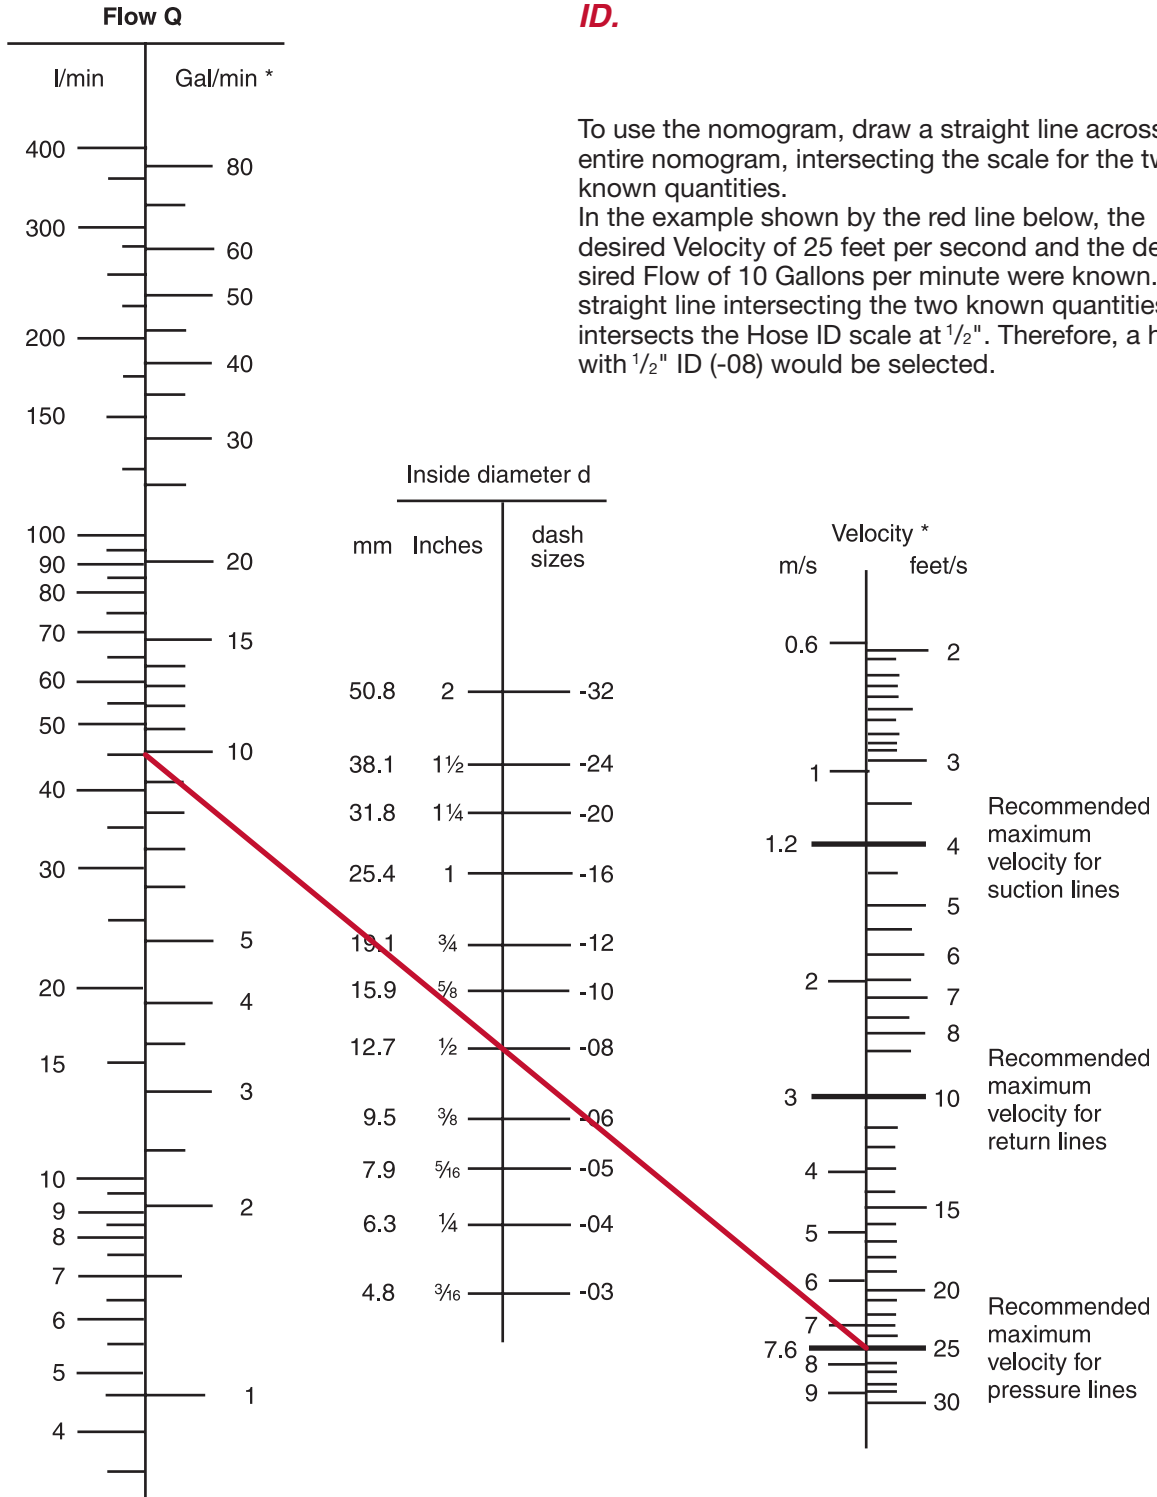 Flow Q
ID.
l/min Gal/min *
To use the nomogram, draw a straight line across
entire nomogram, intersecting the scale for the tw
known quantities.
In the example shown by the red line below, the
desired Velocity of 25 feet per second and the de-
sired Flow of 10 Gallons per minute were known.
straight line intersecting the two known quantities
intersects the Hose ID scale at 1/2". Therefore, a h
with 1/2" ID (-08) would be selected.
400
80
300
60
50
200
40
150
30
100
20
90
80
70
15
60
50
10
40
30
5
20
4
15
3
10
2
9
8
7
6
5
1
4
Inside diameter d
mm Inches dash
sizes
50.8 2 -32
38.1 1½ -24
31.8 1¼ -20
25.4 1 -16
19.1 ¾ -12
15.9 ⅝ -10
12.7 ½ -08
9.5 ⅜ -06
7.9 5/16 -05
6.3 ¼ -04
4.8 3/16 -03
Velocity *
m/s feet/s
0.6 2
3
1
1.2 4
5
6
2
7
8
3 10
4
15
5
6
20
7
7.6 25
8
9
30
Recommended
maximum
velocity for
suction lines
Recommended
maximum
velocity for
return lines
Recommended
maximum
velocity for
pressure lines